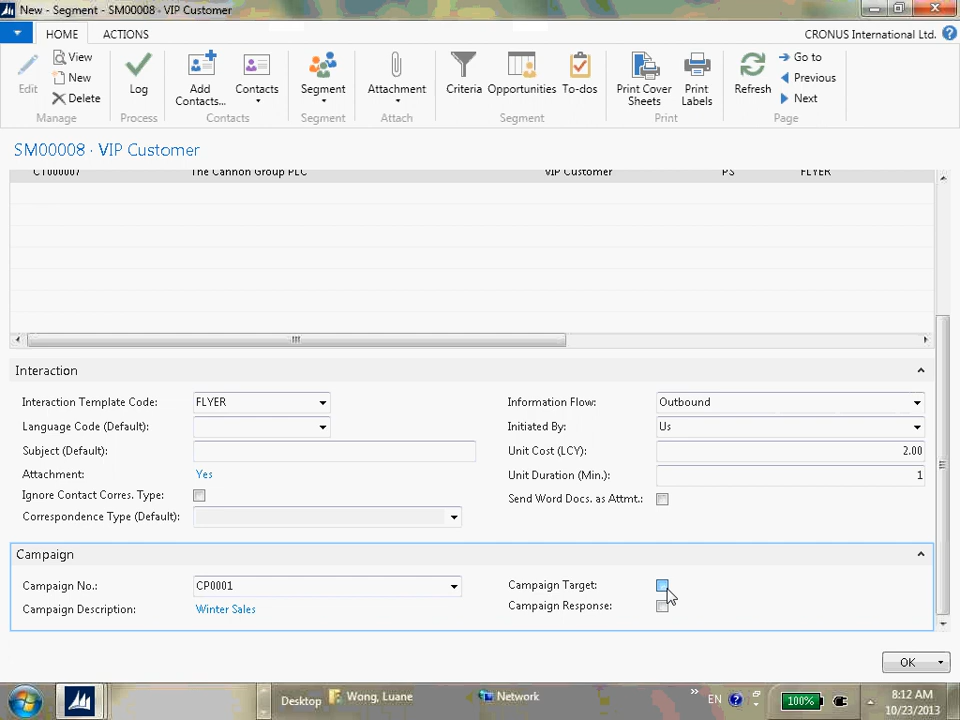 New - Segment - SM00008 - VIP Customer
HOME ACTIONS CRONUS International Ltd.
Edit View New Delete Manage
Log Process
Add Contacts... Contacts Contacts
Segment Segment
Attachment Attach
Criteria Opportunities To-dos Segment
Print Cover Sheets Print Labels Print
Refresh Go to Previous Next Page
SM00008 · VIP Customer
CT000007 The Cannon Group PLC VIP Customer PS FLYER
Interaction
Interaction Template Code: FLYER Information Flow: Outbound
Language Code (Default): Initiated By: Us
Subject (Default): Unit Cost (LCY): 2.00
Attachment: Yes Unit Duration (Min.): 1
Ignore Contact Corres. Type: Send Word Docs. as Attmt.:
Correspondence Type (Default):
Campaign
Campaign No.: CP0001 Campaign Target:
Campaign Description: Winter Sales Campaign Response:
OK
Desktop Wong, Luane Network EN 100% 8:12 AM
10/23/2013